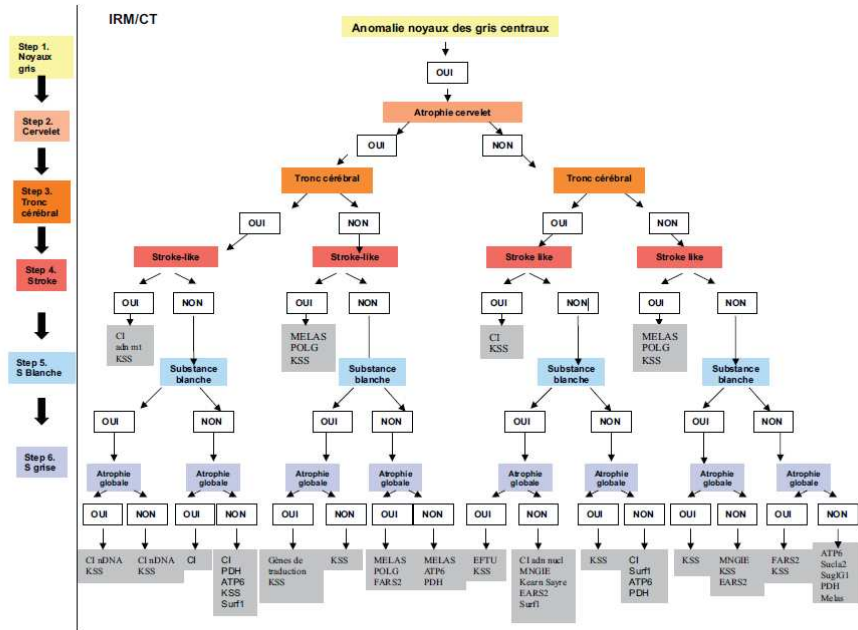 IRM/CT
Anomalie noyaux des gris centraux
Step 1.
Noyaux
gris
OUI
Step 2.
Cervelet
Atrophie cervelet
OUI
NON
Step 3.
Tronc
cérébral
Tronc cérébral
Tronc cérébral
OUI
NON
OUI
NON
Step 4.
Stroke
Stroke-like
Stroke-like
Stroke like
Stroke like
OUI
NON
OUI
NON
OUI
NON
OUI
NON
CI
adn mt
KSS
MELAS
POLG
KSS
CI
KSS
MELAS
POLG
KSS
Step 5.
S Blanche
Substance
blanche
Substance
blanche
Substance
blanche
Substance
blanche
OUI
NON
OUI
NON
OUI
NON
OUI
NON
Step 6.
S grise
Atrophie
globale
Atrophie
globale
Atrophie
globale
Atrophie
globale
Atrophie
globale
Atrophie
globale
Atrophie
globale
Atrophie
globale
OUI
NON
OUI
NON
OUI
NON
OUI
NON
OUI
NON
OUI
NON
OUI
NON
OUI
NON
CI nDNA
KSS
CI nDNA
KSS
CI
CI
PDH
ATP6
KSS
Surf1
Gènes de
traduction
KSS
KSS
MELAS
POLG
FARS2
MELAS
ATP6
PDH
EFTU
KSS
CI adn nucl
MNGIE
Kearn Sayre
EARS2
Surf1
KSS
CI
Surf1
ATP6
PDH
KSS
MNGIE
KSS
EARS2
FARS2
KSS
ATP6
Sucla2
SuglG1
PDH
Melas